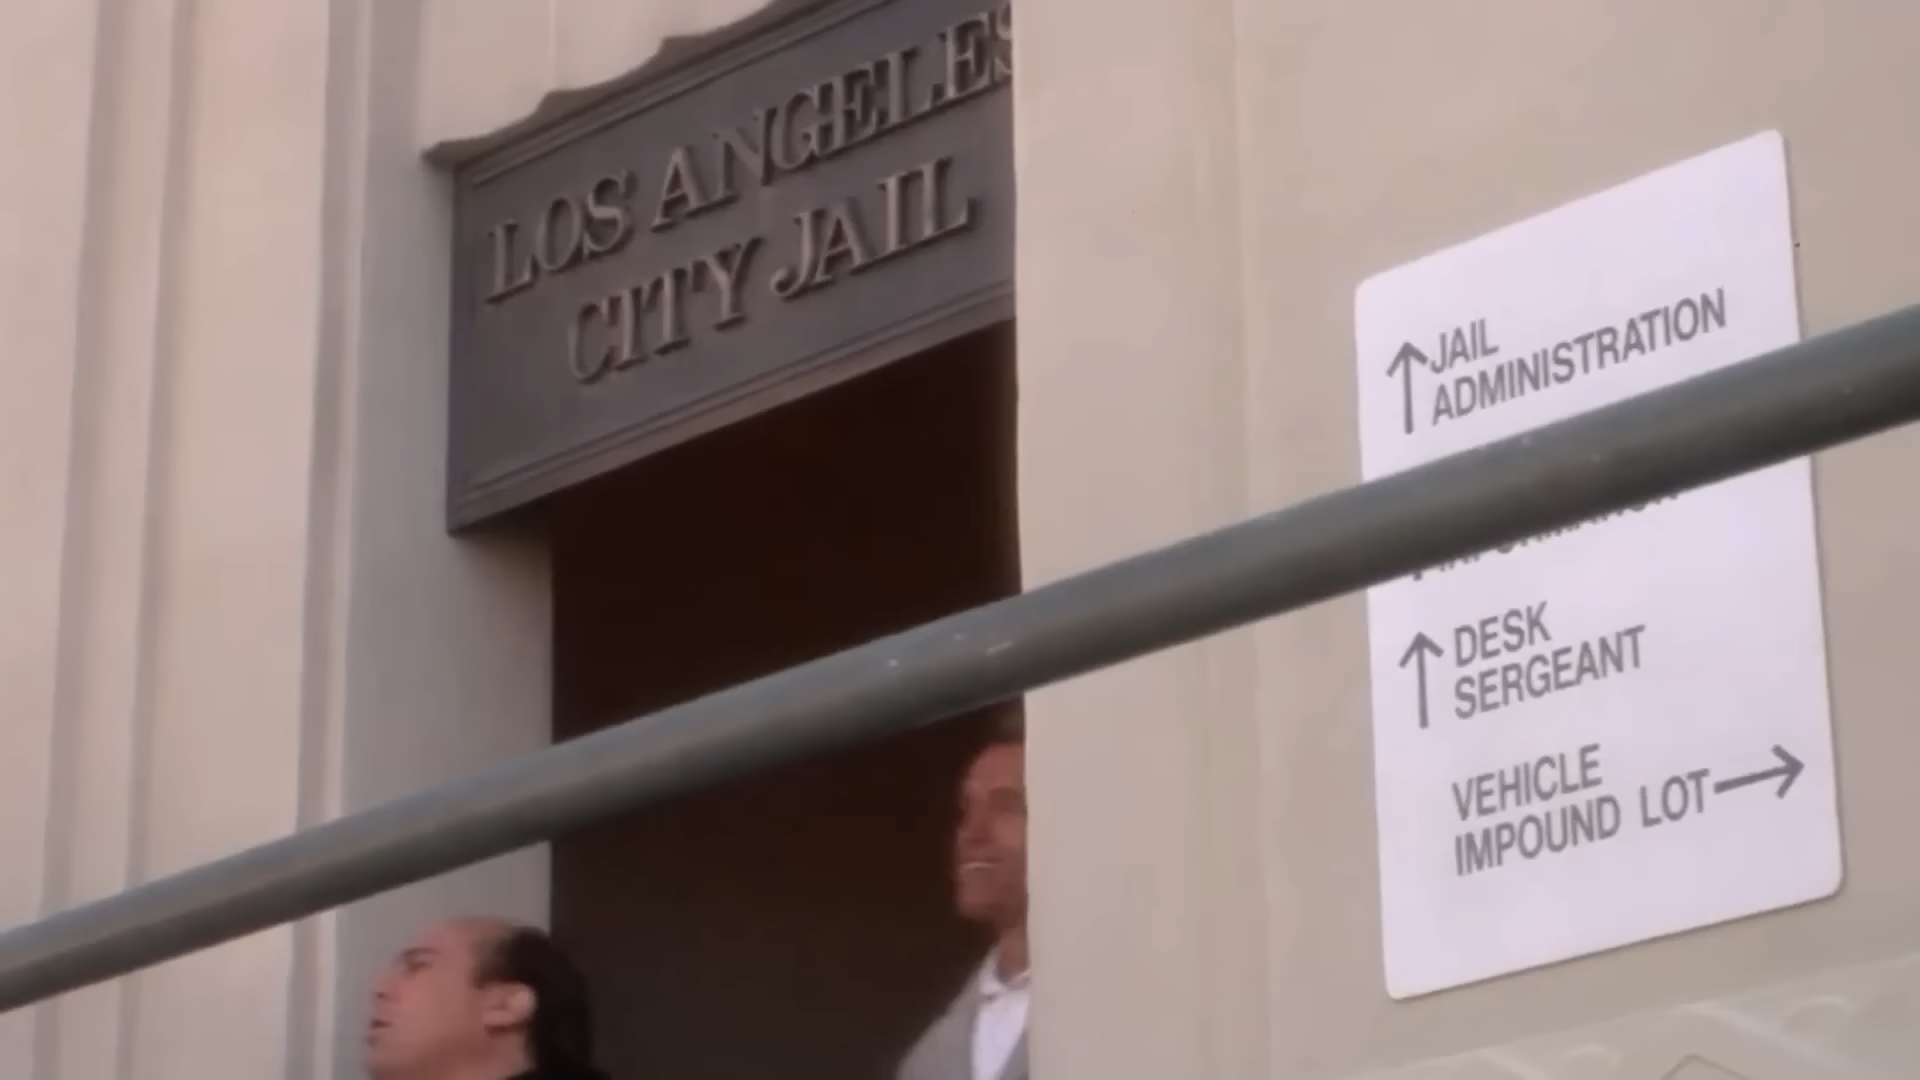 LOS ANGELES
CITY JAIL
↑ JAIL
ADMINISTRATION
↑ DESK
SERGEANT
VEHICLE
IMPOUND LOT →